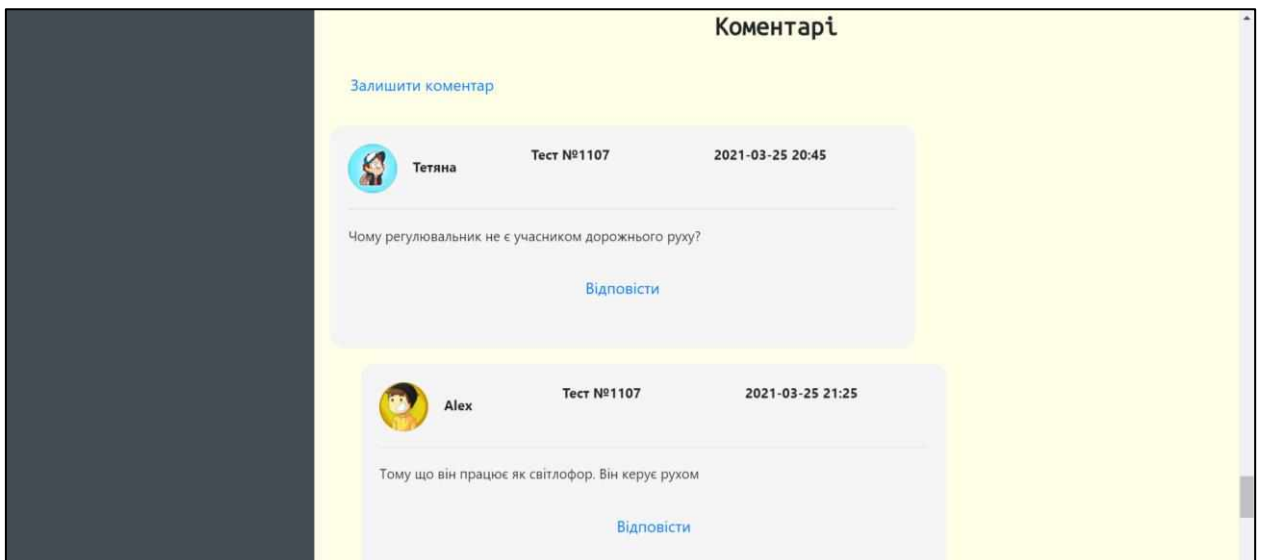 Коментарі
Залишити коментар
Тетяна
Тест №1107
2021-03-25 20:45
Чому регулювальник не є учасником дорожнього руху?
Відповісти
Alex
Тест №1107
2021-03-25 21:25
Тому що він працює як світлофор. Він керує рухом
Відповісти